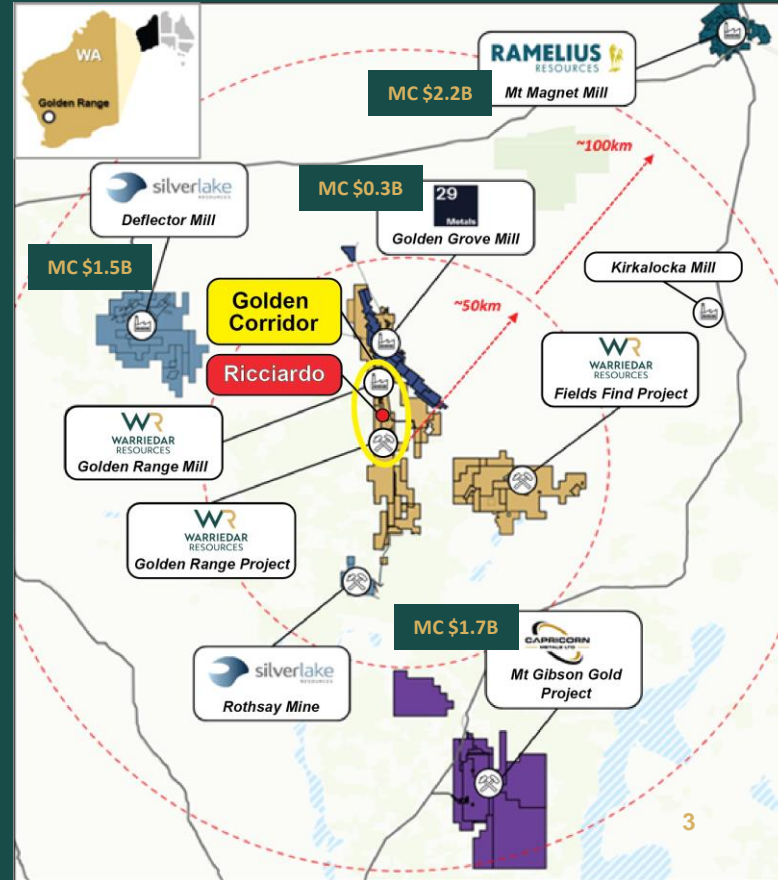 WA
Golden Range
RAMELIUS
RESOURCES
Mt Magnet Mill
MC $2.2B
~100km
silverlake
RESOURCES
Deflector Mill
MC $0.3B
29
Metals
Golden Grove Mill
MC $1.5B
Kirkalocka Mill
Golden
Corridor
~50km
Ricciardo
WR
WARRIEDAR
RESOURCES
Fields Find Project
WR
WARRIEDAR
RESOURCES
Golden Range Mill
WR
WARRIEDAR
RESOURCES
Golden Range Project
MC $1.7B
CAPRICORN
METALS LTD
Mt Gibson Gold
Project
silverlake
RESOURCES
Rothsay Mine
3